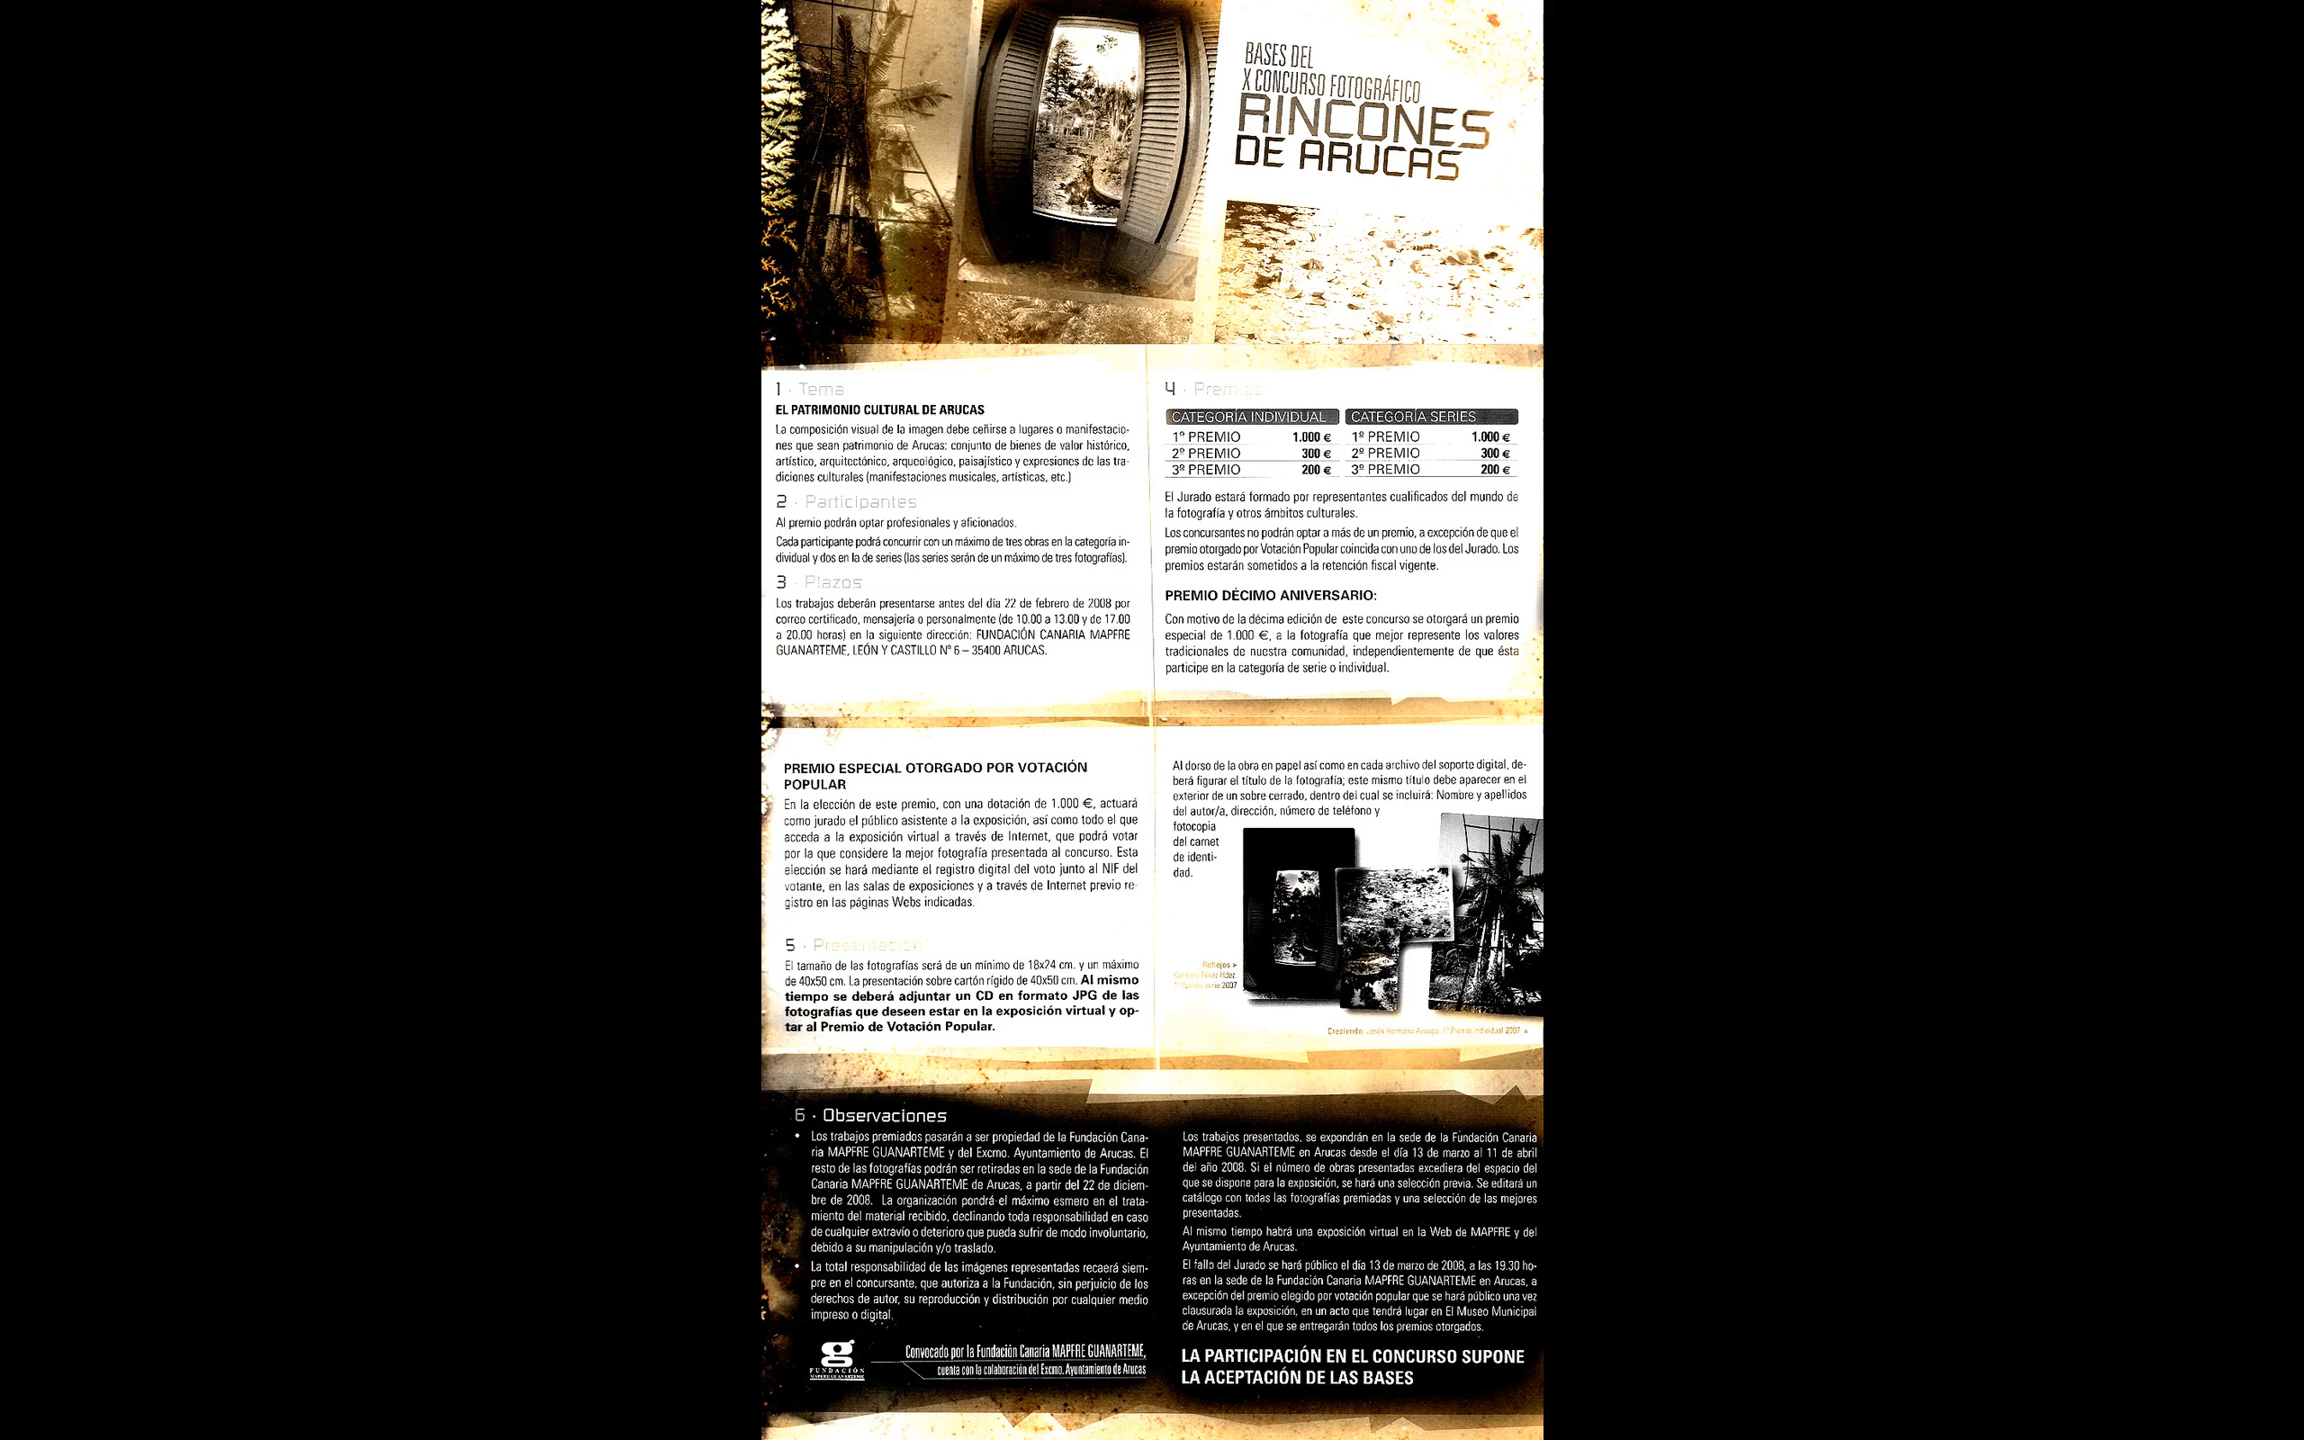 BASES DEL
X CONCURSO FOTOGRÁFICO
RINCONES
DE ARUCAS
1 · Tema
EL PATRIMONIO CULTURAL DE ARUCAS
La composición visual de la imagen debe ceñirse a lugares o manifestacio-
nes que sean patrimonio de Arucas: conjunto de bienes de valor histórico,
artístico, arquitectónico, arqueológico, paisajístico y expresiones de las tra-
diciones culturales (manifestaciones musicales, artísticas, etc.)
2 · Participantes
Al premio podrán optar profesionales y aficionados.
Cada participante podrá concurrir con un máximo de tres obras en la categoría in-
dividual y dos en la de series (las series serán de un máximo de tres fotografías).
3 · Plazos
Los trabajos deberán presentarse antes del día 22 de febrero de 2008 por
correo certificado, mensajería o personalmente (de 10.00 a 13.00 y de 17.00
a 20.00 horas) en la siguiente dirección: FUNDACIÓN CANARIA MAPFRE
GUANARTEME, LEÓN Y CASTILLO Nº 6 – 35400 ARUCAS.
4 · Premios
CATEGORÍA INDIVIDUAL CATEGORÍA SERIES
1º PREMIO 1.000 € 1º PREMIO 1.000 €
2º PREMIO 300 € 2º PREMIO 300 €
3º PREMIO 200 € 3º PREMIO 200 €
El Jurado estará formado por representantes cualificados del mundo de
la fotografía y otros ámbitos culturales.
Los concursantes no podrán optar a más de un premio, a excepción de que el
premio otorgado por Votación Popular coincida con uno de los del Jurado. Los
premios estarán sometidos a la retención fiscal vigente.
PREMIO DÉCIMO ANIVERSARIO:
Con motivo de la décima edición de este concurso se otorgará un premio
especial de 1.000 €, a la fotografía que mejor represente los valores
tradicionales de nuestra comunidad, independientemente de que ésta
participe en la categoría de serie o individual.
PREMIO ESPECIAL OTORGADO POR VOTACIÓN
POPULAR
En la elección de este premio, con una dotación de 1.000 €, actuará
como jurado el público asistente a la exposición, así como todo el que
acceda a la exposición virtual a través de Internet, que podrá votar
por la que considere la mejor fotografía presentada al concurso. Esta
elección se hará mediante el registro digital del voto junto al NIF del
votante, en las salas de exposiciones y a través de Internet previo re-
gistro en las páginas Webs indicadas.
5 · Presentación
El tamaño de las fotografías será de un mínimo de 18x24 cm. y un máximo
de 40x50 cm. La presentación sobre cartón rígido de 40x50 cm. Al mismo
tiempo se deberá adjuntar un CD en formato JPG de las
fotografías que deseen estar en la exposición virtual y op-
tar al Premio de Votación Popular.
Al dorso de la obra en papel así como en cada archivo del soporte digital, de-
berá figurar el título de la fotografía; este mismo título debe aparecer en el
exterior de un sobre cerrado, dentro del cual se incluirá: Nombre y apellidos
del autor/a, dirección, número de teléfono y
fotocopia
del carnet
de identi-
dad.
Reflejos >
2007
Creciendo. Jesús 1º Premio individual 2007
6 · Observaciones
• Los trabajos premiados pasarán a ser propiedad de la Fundación Cana-
ria MAPFRE GUANARTEME y del Excmo. Ayuntamiento de Arucas. El
resto de las fotografías podrán ser retiradas en la sede de la Fundación
Canaria MAPFRE GUANARTEME de Arucas, a partir del 22 de diciem-
bre de 2008. La organización pondrá el máximo esmero en el trata-
miento del material recibido, declinando toda responsabilidad en caso
de cualquier extravío o deterioro que pueda sufrir de modo involuntario,
debido a su manipulación y/o traslado.
• La total responsabilidad de las imágenes representadas recaerá siem-
pre en el concursante, que autoriza a la Fundación, sin perjuicio de los
derechos de autor, su reproducción y distribución por cualquier medio
impreso o digital.
FUNDACIÓN
MAPFRE GUANARTEME
Convocado por la Fundación Canaria MAPFRE GUANARTEME,
cuenta con la colaboración del Excmo. Ayuntamiento de Arucas
Los trabajos presentados, se expondrán en la sede de la Fundación Canaria
MAPFRE GUANARTEME en Arucas desde el día 13 de marzo al 11 de abril
del año 2008. Si el número de obras presentadas excediera del espacio del
que se dispone para la exposición, se hará una selección previa. Se editará un
catálogo con todas las fotografías premiadas y una selección de las mejores
presentadas.
Al mismo tiempo habrá una exposición virtual en la Web de MAPFRE y del
Ayuntamiento de Arucas.
El fallo del Jurado se hará público el día 13 de marzo de 2008, a las 19.30 ho-
ras en la sede de la Fundación Canaria MAPFRE GUANARTEME en Arucas, a
excepción del premio elegido por votación popular que se hará público una vez
clausurada la exposición, en un acto que tendrá lugar en El Museo Municipal
de Arucas, y en el que se entregarán todos los premios otorgados.
LA PARTICIPACIÓN EN EL CONCURSO SUPONE
LA ACEPTACIÓN DE LAS BASES